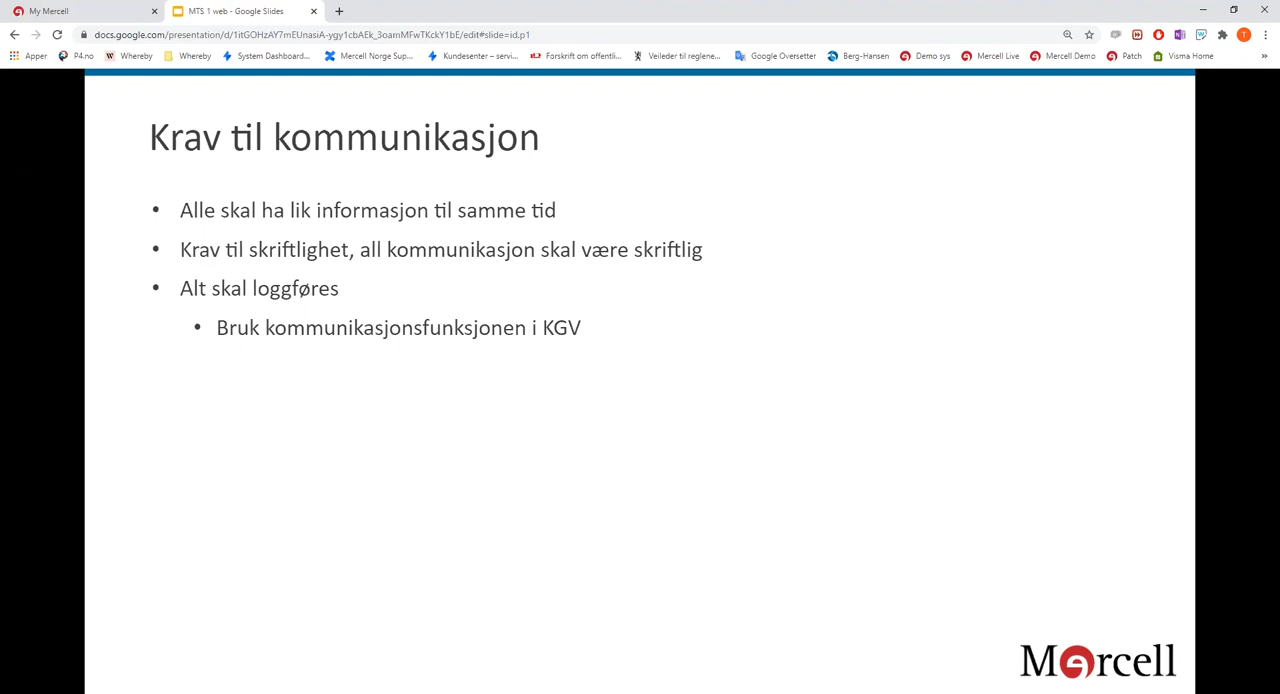 My Mercell
MTS 1 web - Google Slides
docs.google.com/presentation/d/1itGOHzAY7mEUnasiA-ygy1cbAEk_3oamMFwTKckY1bE/edit#slide=id.p1
Apper P4.no Whereby Whereby System Dashboard... Mercell Norge Sup... Kundesenter – servi... Forskrift om offentli... Veileder til reglene... Google Oversetter Berg-Hansen Demo sys Mercell Live Mercell Demo Patch Visma Home
Krav til kommunikasjon
• Alle skal ha lik informasjon til samme tid
• Krav til skriftlighet, all kommunikasjon skal være skriftlig
• Alt skal loggføres
• Bruk kommunikasjonsfunksjonen i KGV
Mercell